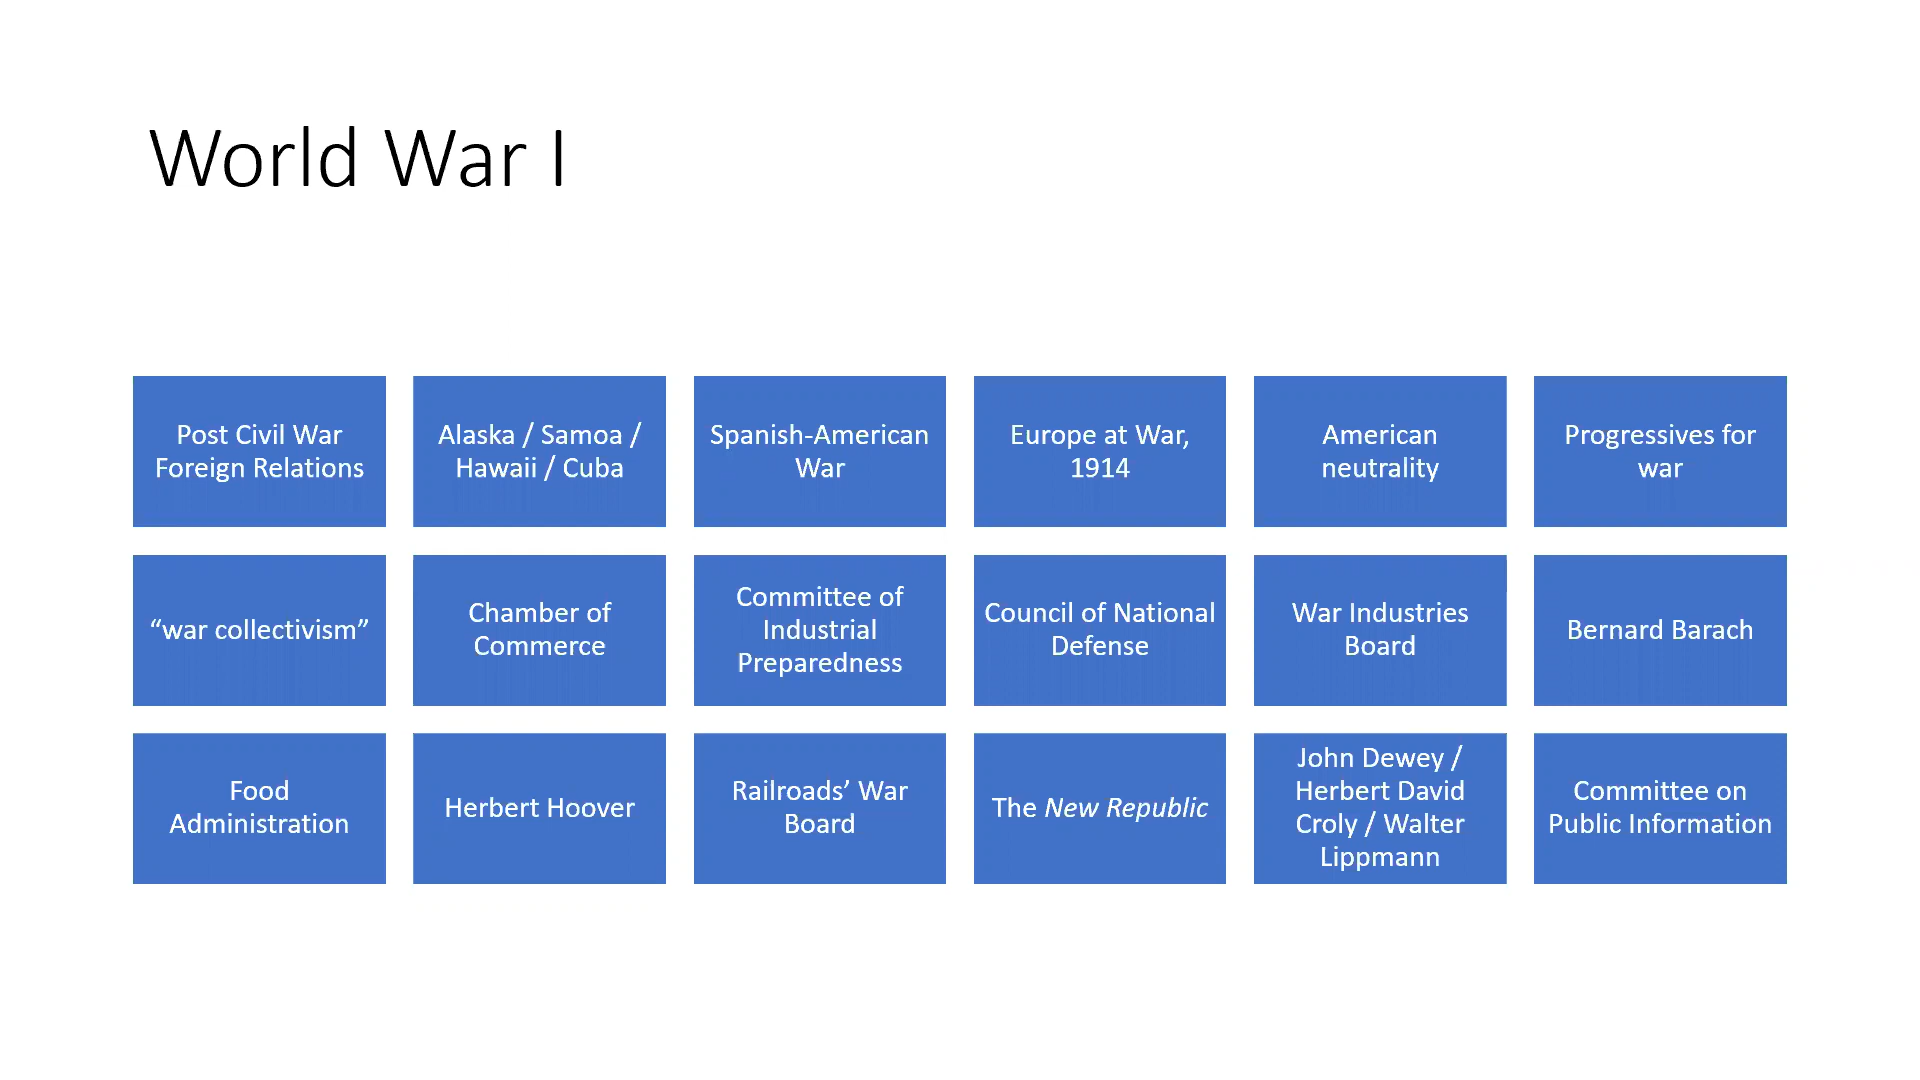 World War I
Post Civil War
Foreign Relations
Alaska / Samoa /
Hawaii / Cuba
Spanish-American
War
Europe at War,
1914
American
neutrality
Progressives for
war
“war collectivism”
Chamber of
Commerce
Committee of
Industrial
Preparedness
Council of National
Defense
War Industries
Board
Bernard Barach
Food
Administration
Herbert Hoover
Railroads’ War
Board
The New Republic
John Dewey /
Herbert David
Croly / Walter
Lippmann
Committee on
Public Information